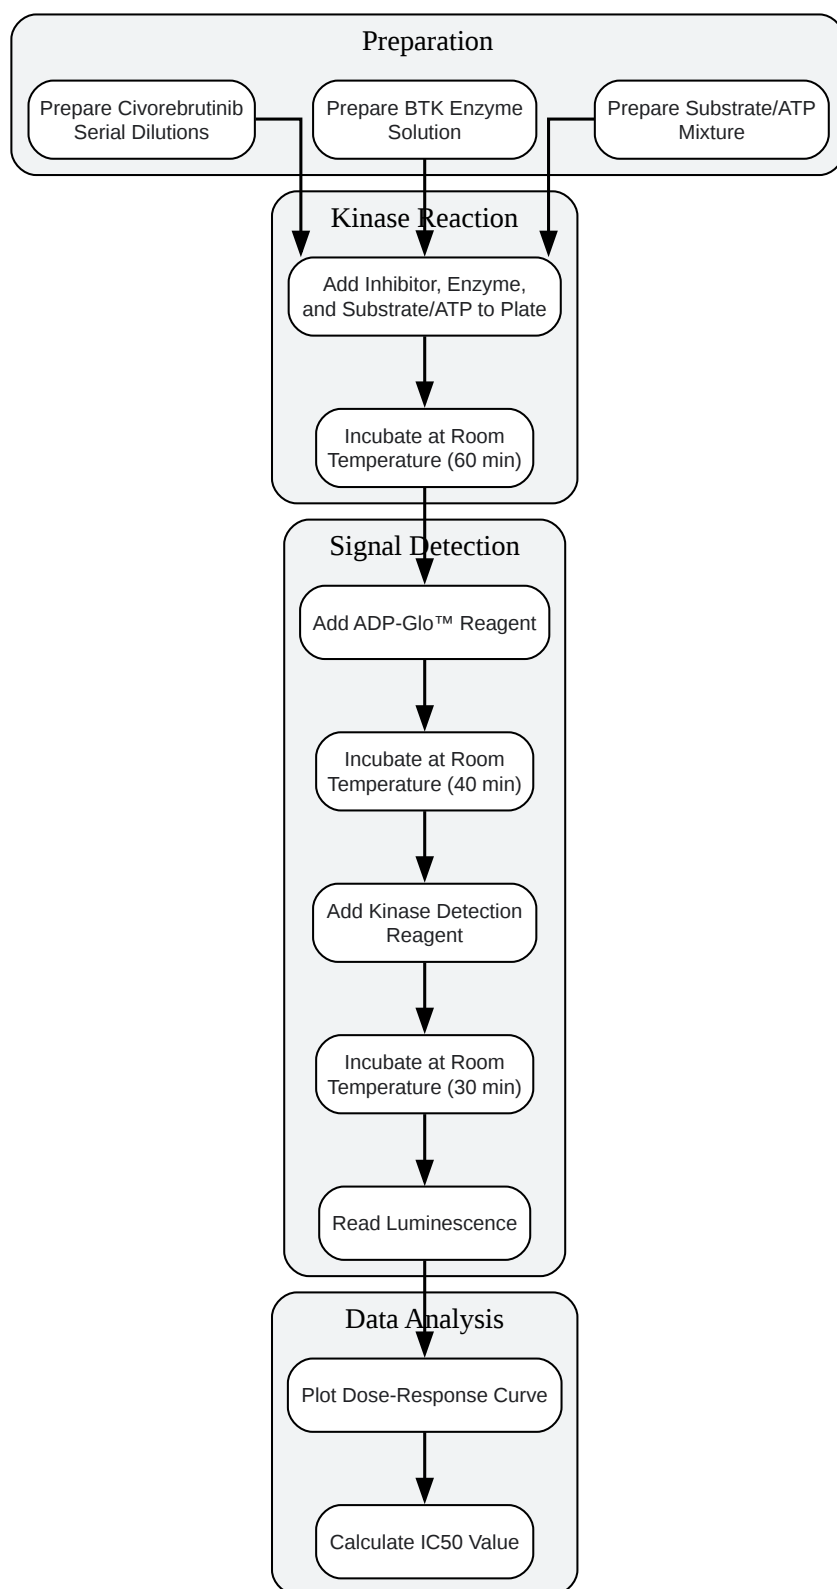 Preparation
Prepare Civorebrutinib
Serial Dilutions
Prepare BTK Enzyme
Solution
Prepare Substrate/ATP
Mixture
Kinase Reaction
Add Inhibitor, Enzyme,
and Substrate/ATP to Plate
Incubate at Room
Temperature (60 min)
Signal Detection
Add ADP-Glo™ Reagent
Incubate at Room
Temperature (40 min)
Add Kinase Detection
Reagent
Incubate at Room
Temperature (30 min)
Read Luminescence
Data Analysis
Plot Dose-Response Curve
Calculate IC50 Value